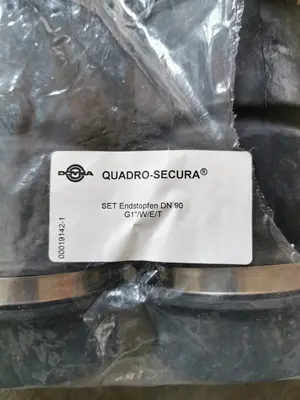 DOYMA
QUADRO-SECURA®
SET Endstopfen DN 90
G1"/W/E/T
00019142-1